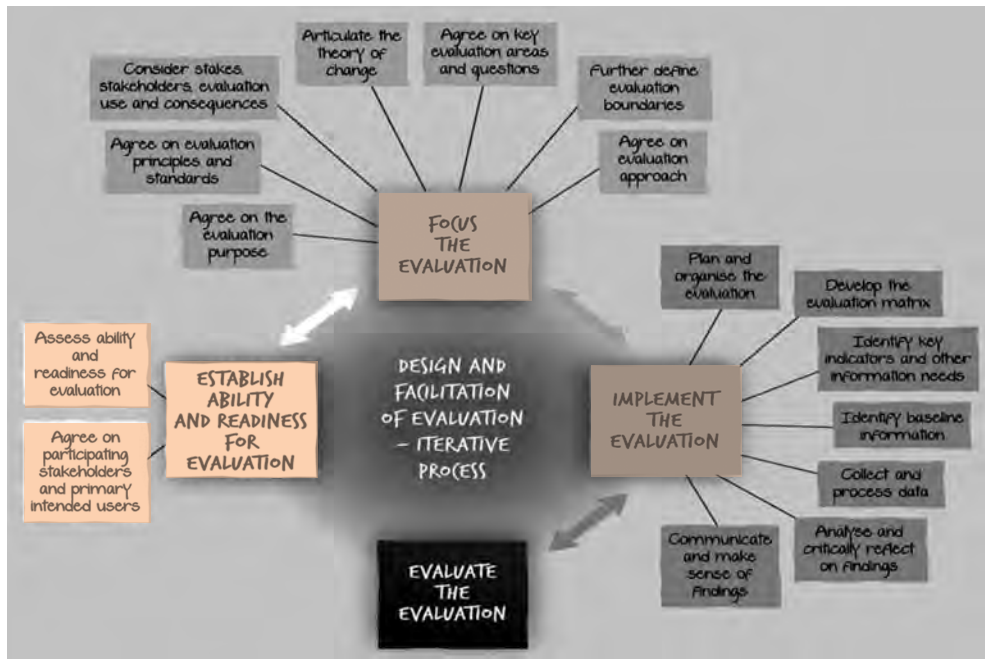 Articulate the
theory of
change
Agree on key
evaluation areas
and questions
Consider stakes,
stakeholders, evaluation
use and consequences
Further define
evaluation
boundaries
Agree on evaluation
principles and
standards
Agree on
evaluation
approach
Agree on the
evaluation
purpose
FOCUS
THE
EVALUATION
Plan and
organise the
evaluation
Develop the
evaluation matrix
Assess ability
and
readiness for
evaluation
Identify key
indicators and other
information needs
ESTABLISH
ABILITY
AND READINESS
FOR
EVALUATION
DESIGN AND
FACILITATION
OF EVALUATION
– ITERATIVE
PROCESS
IMPLEMENT
THE
EVALUATION
Identify baseline
information
Agree on
participating
stakeholders
and primary
intended users
Collect and
process data
Analyse and
critically reflect
on findings
Communicate
and make
sense of
findings
EVALUATE
THE
EVALUATION